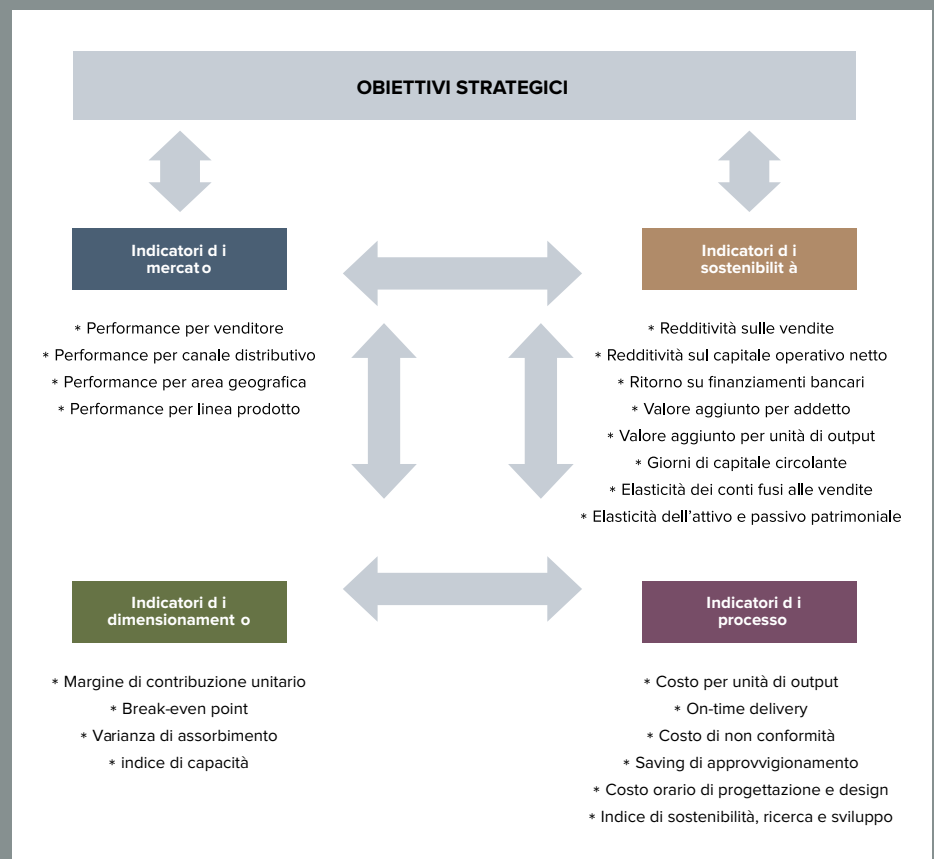 OBIETTIVI STRATEGICI
Indicatori d i
mercat o
* Performance per venditore
* Performance per canale distributivo
* Performance per area geografica
* Performance per linea prodotto
Indicatori d i
sostenibilit à
* Redditività sulle vendite
* Redditività sul capitale operativo netto
* Ritorno su finanziamenti bancari
* Valore aggiunto per addetto
* Valore aggiunto per unità di output
* Giorni di capitale circolante
* Elasticità dei conti fusi alle vendite
* Elasticità dell'attivo e passivo patrimoniale
Indicatori d i
dimensionament o
* Margine di contribuzione unitario
* Break-even point
* Varianza di assorbimento
* indice di capacità
Indicatori d i
processo
* Costo per unità di output
* On-time delivery
* Costo di non conformità
* Saving di approvvigionamento
* Costo orario di progettazione e design
* Indice di sostenibilità, ricerca e sviluppo